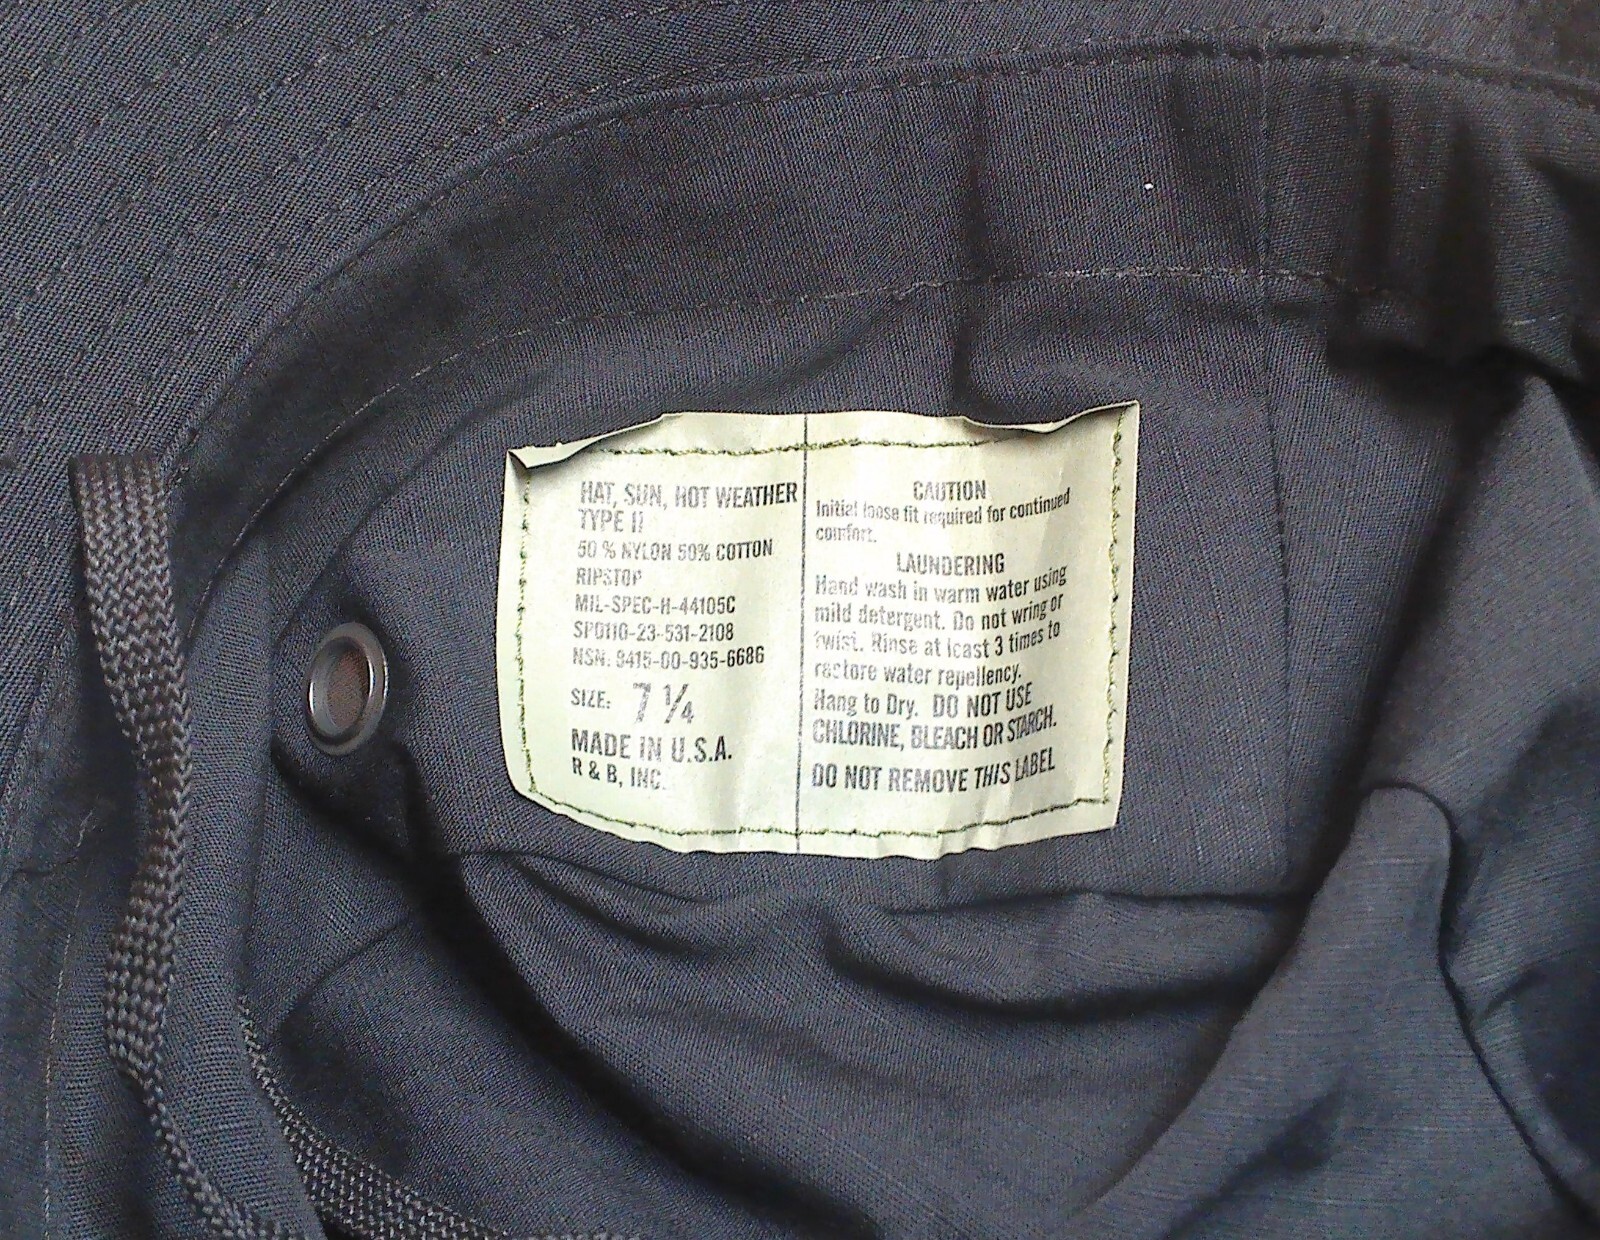 HAT, SUN, HOT WEATHER
TYPE II
50 % NYLON 50% COTTON
RIPSTOP
MIL-SPEC-H-44105C
SPO110-23-531-2108
NSN: 8415-00-935-6686
SIZE: 7 ¼
MADE IN U.S.A.
R & B, INC.
CAUTION
Initial loose fit required for continued
comfort.
LAUNDERING
Hand wash in warm water using
mild detergent. Do not wring or
twist. Rinse at least 3 times to
restore water repellency.
Hang to Dry. DO NOT USE
CHLORINE, BLEACH OR STARCH.
DO NOT REMOVE THIS LABEL